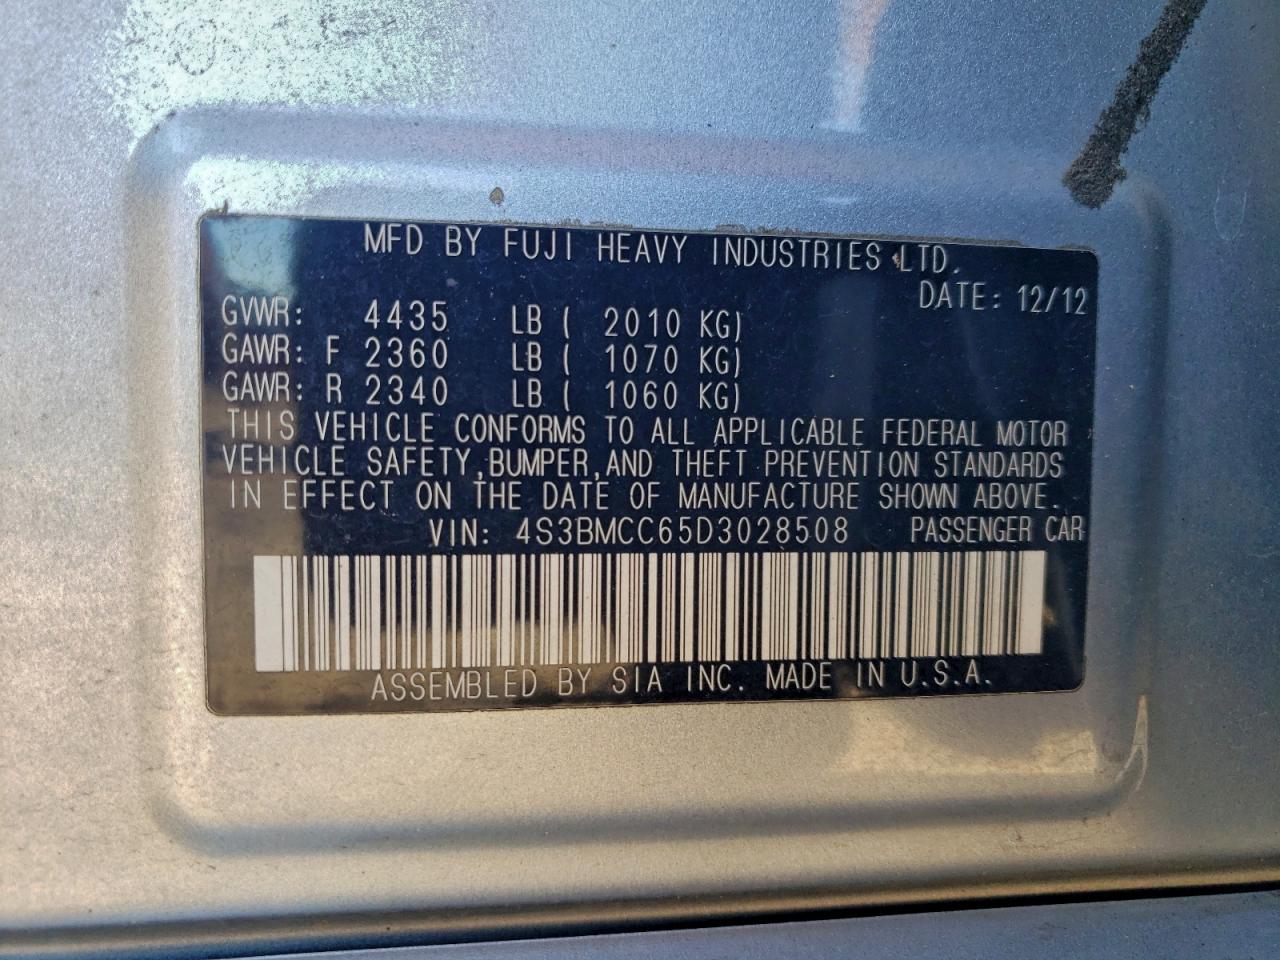 MFD BY FUJI HEAVY INDUSTRIES LTD.
DATE: 12/12
GVWR: 4435 LB ( 2010 KG)
GAWR: F 2360 LB ( 1070 KG)
GAWR: R 2340 LB ( 1060 KG)
THIS VEHICLE CONFORMS TO ALL APPLICABLE FEDERAL MOTOR
VEHICLE SAFETY,BUMPER,AND THEFT PREVENTION STANDARDS
IN EFFECT ON THE DATE OF MANUFACTURE SHOWN ABOVE.
VIN: 4S3BMCC65D3028508 PASSENGER CAR
ASSEMBLED BY SIA INC. MADE IN U.S.A.